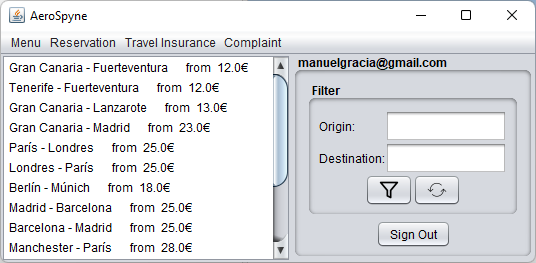 AeroSpyne
Menu Reservation Travel Insurance Complaint
Gran Canaria - Fuerteventura from 12.0€
Tenerife - Fuerteventura from 12.0€
Gran Canaria - Lanzarote from 13.0€
Gran Canaria - Madrid from 23.0€
París - Londres from 25.0€
Londres - París from 25.0€
Berlín - Múnich from 18.0€
Madrid - Barcelona from 25.0€
Barcelona - Madrid from 25.0€
Manchester - París from 28.0€
manuelgracia@gmail.com
Filter
Origin:
Destination:
Sign Out